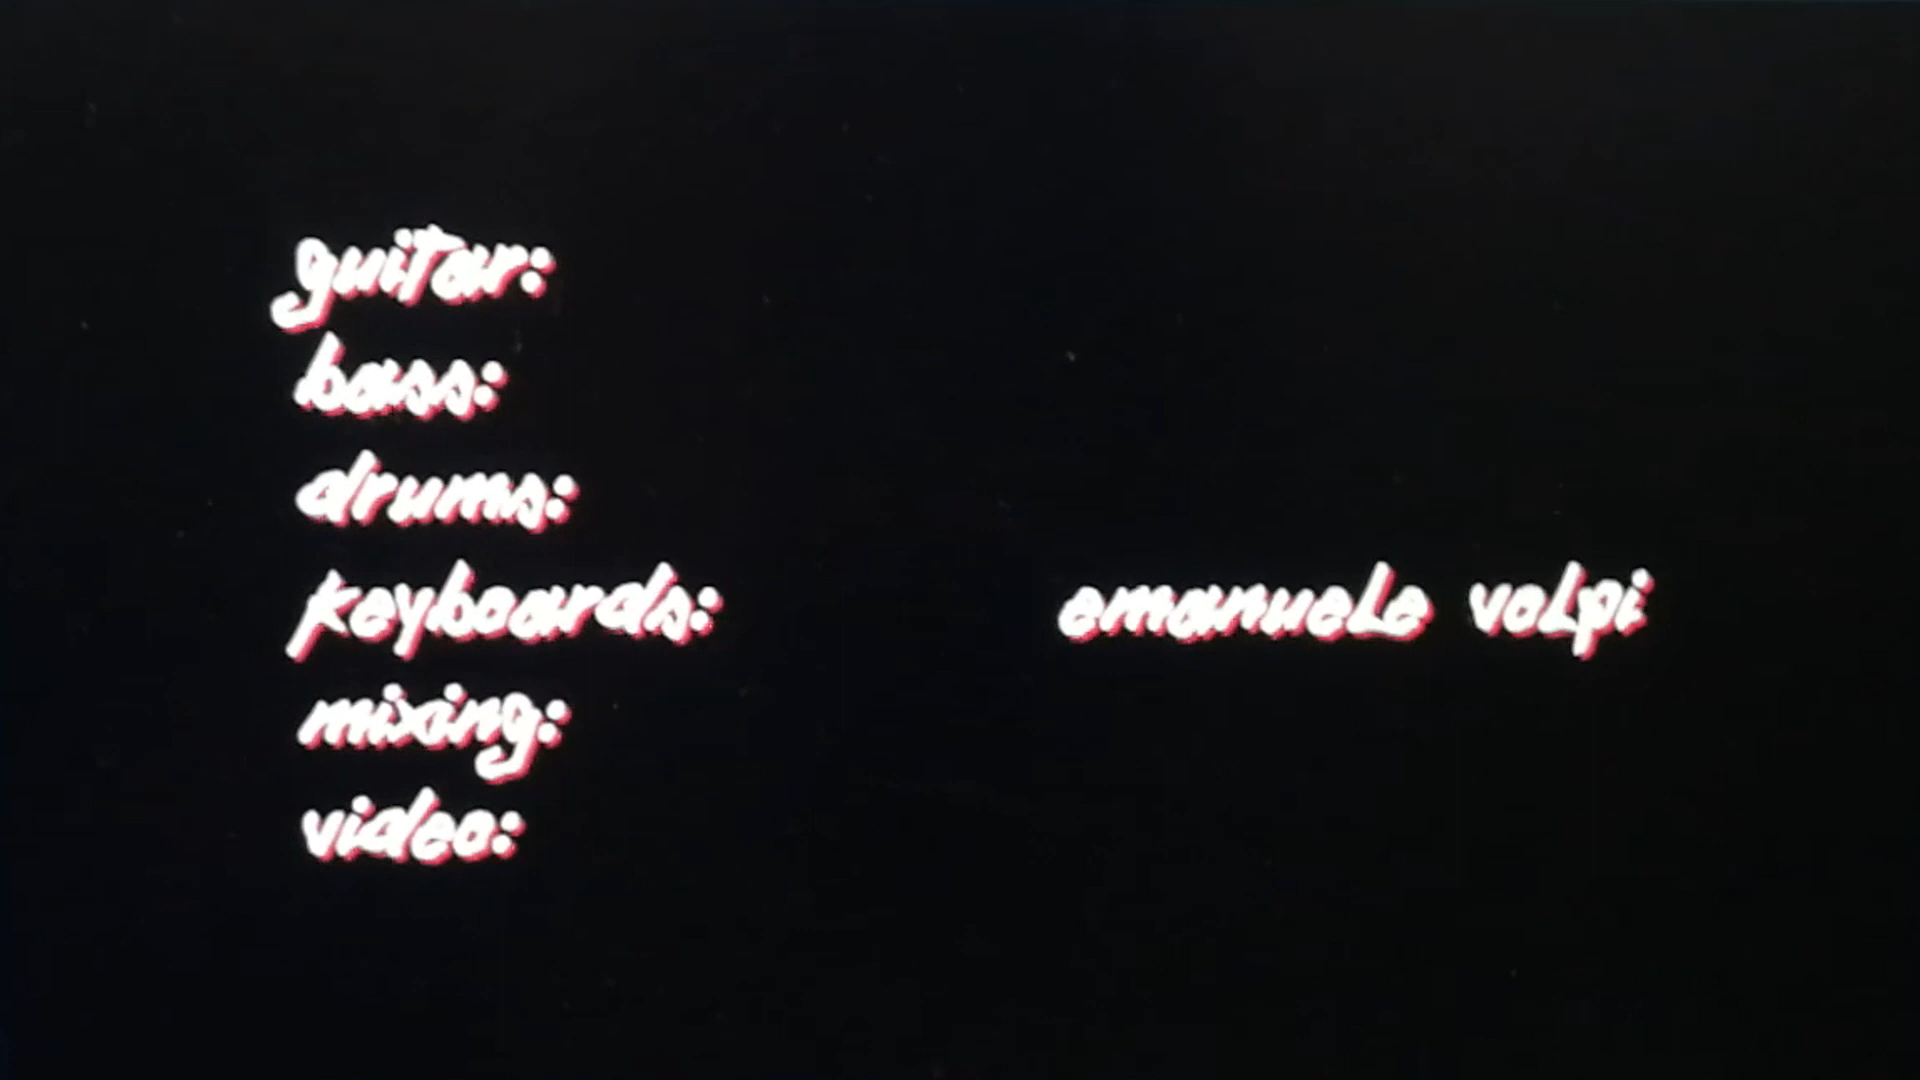 guitar:
bass:
drums:
keyboards: emanuele volpi
mixing:
video: